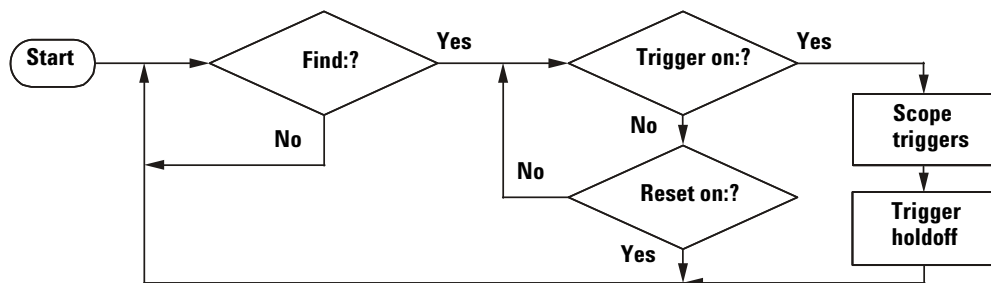 Start
Find:?
Yes
No
Trigger on:?
Yes
No
Reset on:?
No
Yes
Scope
triggers
Trigger
holdoff